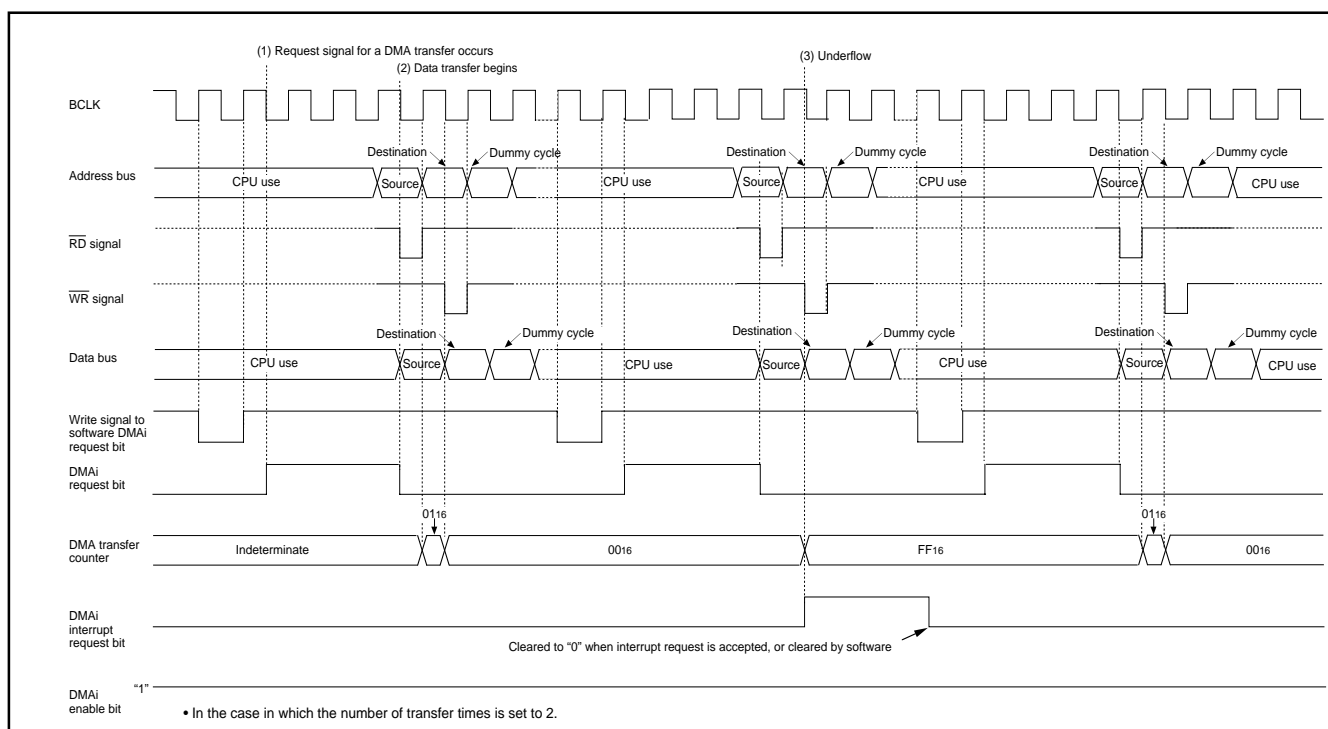 (1) Request signal for a DMA transfer occurs
(2) Data transfer begins
(3) Underflow
BCLK
Destination
Dummy cycle
Destination
Dummy cycle
Destination
Dummy cycle
Address bus
CPU use
Source
CPU use
Source
CPU use
Source
CPU use
RD signal
WR signal
Destination
Dummy cycle
Destination
Dummy cycle
Destination
Dummy cycle
Data bus
CPU use
Source
CPU use
Source
CPU use
Source
CPU use
Write signal to
software DMAi
request bit
DMAi
request bit
0116
0116
DMA transfer
counter
Indeterminate
0016
FF16
0016
DMAi
interrupt
request bit
Cleared to “0” when interrupt request is accepted, or cleared by software
DMAi
enable bit
“1”
• In the case in which the number of transfer times is set to 2.